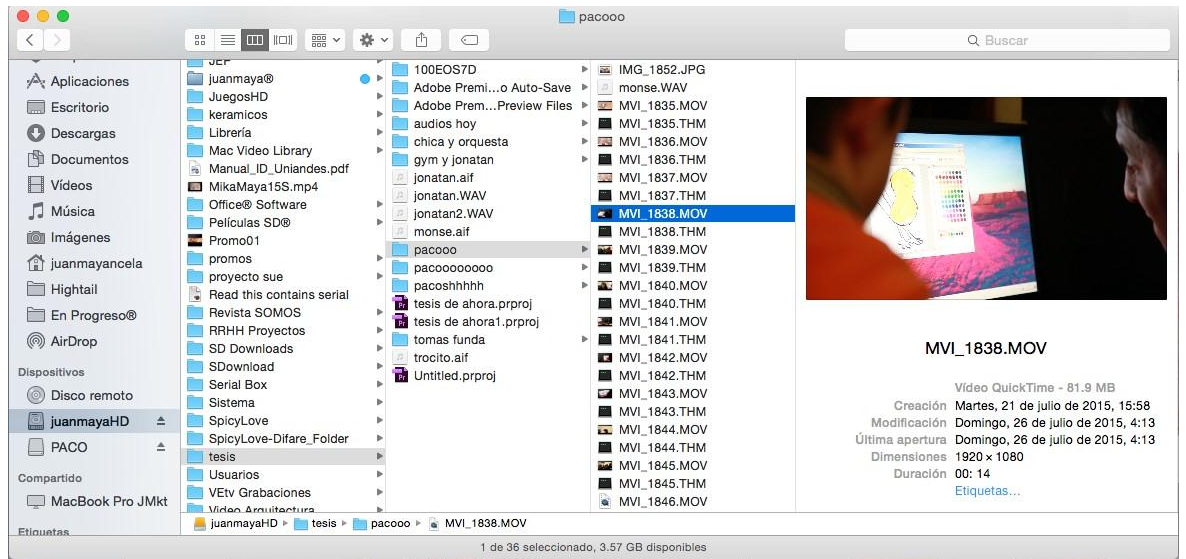 pacooo
Buscar
Aplicaciones
Escritorio
Descargas
Documentos
Vídeos
Música
Imágenes
juanmayancela
Hightail
En Progreso®
AirDrop
Dispositivos
Disco remoto
juanmayaHD
PACO
Compartido
MacBook Pro JMkt
Etiquetas
JEP
juanmaya®
JuegosHD
keramicos
Librería
Mac Video Library
Manual_ID_Uniandes.pdf
MikaMaya15S.mp4
Office® Software
Películas SD®
Promo01
promos
proyecto sue
Read this contains serial
Revista SOMOS
RRHH Proyectos
SD Downloads
SDownload
Serial Box
Sistema
SpicyLove
SpicyLove-Difare_Folder
tesis
Usuarios
VEtv Grabaciones
Video Arquitectura
100EOS7D
Adobe Premi...o Auto-Save
Adobe Prem...Preview Files
audios hoy
chica y orquesta
gym y jonatan
jonatan.aif
jonatan.WAV
jonatan2.WAV
monse.aif
pacooo
pacoooooooo
pacoshhhhh
tesis de ahora.prproj
tesis de ahora1.prproj
tomas funda
trocito.aif
Untitled.prproj
IMG_1852.JPG
monse.WAV
MVI_1835.MOV
MVI_1835.THM
MVI_1836.MOV
MVI_1836.THM
MVI_1837.MOV
MVI_1837.THM
MVI_1838.MOV
MVI_1838.THM
MVI_1839.MOV
MVI_1839.THM
MVI_1840.MOV
MVI_1840.THM
MVI_1841.MOV
MVI_1841.THM
MVI_1842.MOV
MVI_1842.THM
MVI_1843.MOV
MVI_1843.THM
MVI_1844.MOV
MVI_1844.THM
MVI_1845.MOV
MVI_1845.THM
MVI_1846.MOV
MVI_1838.MOV
Vídeo QuickTime - 81.9 MB
Creación Martes, 21 de julio de 2015, 15:58
Modificación Domingo, 26 de julio de 2015, 4:13
Última apertura Domingo, 26 de julio de 2015, 4:13
Dimensiones 1920 × 1080
Duración 00: 14
Etiquetas...
juanmayaHD tesis pacooo MVI_1838.MOV
1 de 36 seleccionado, 3.57 GB disponibles